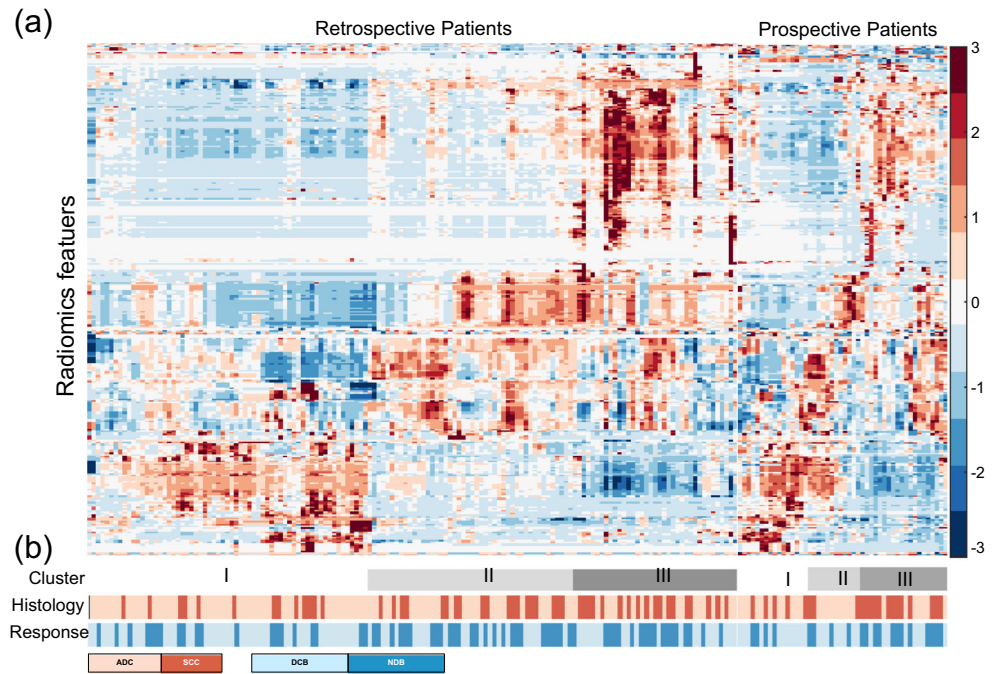 (a)
Retrospective Patients Prospective Patients
Radiomics featuers
3
2
1
0
-1
-2
-3
(b)
Cluster I II III I II III
Histology
Response
ADC SCC DCB NDB